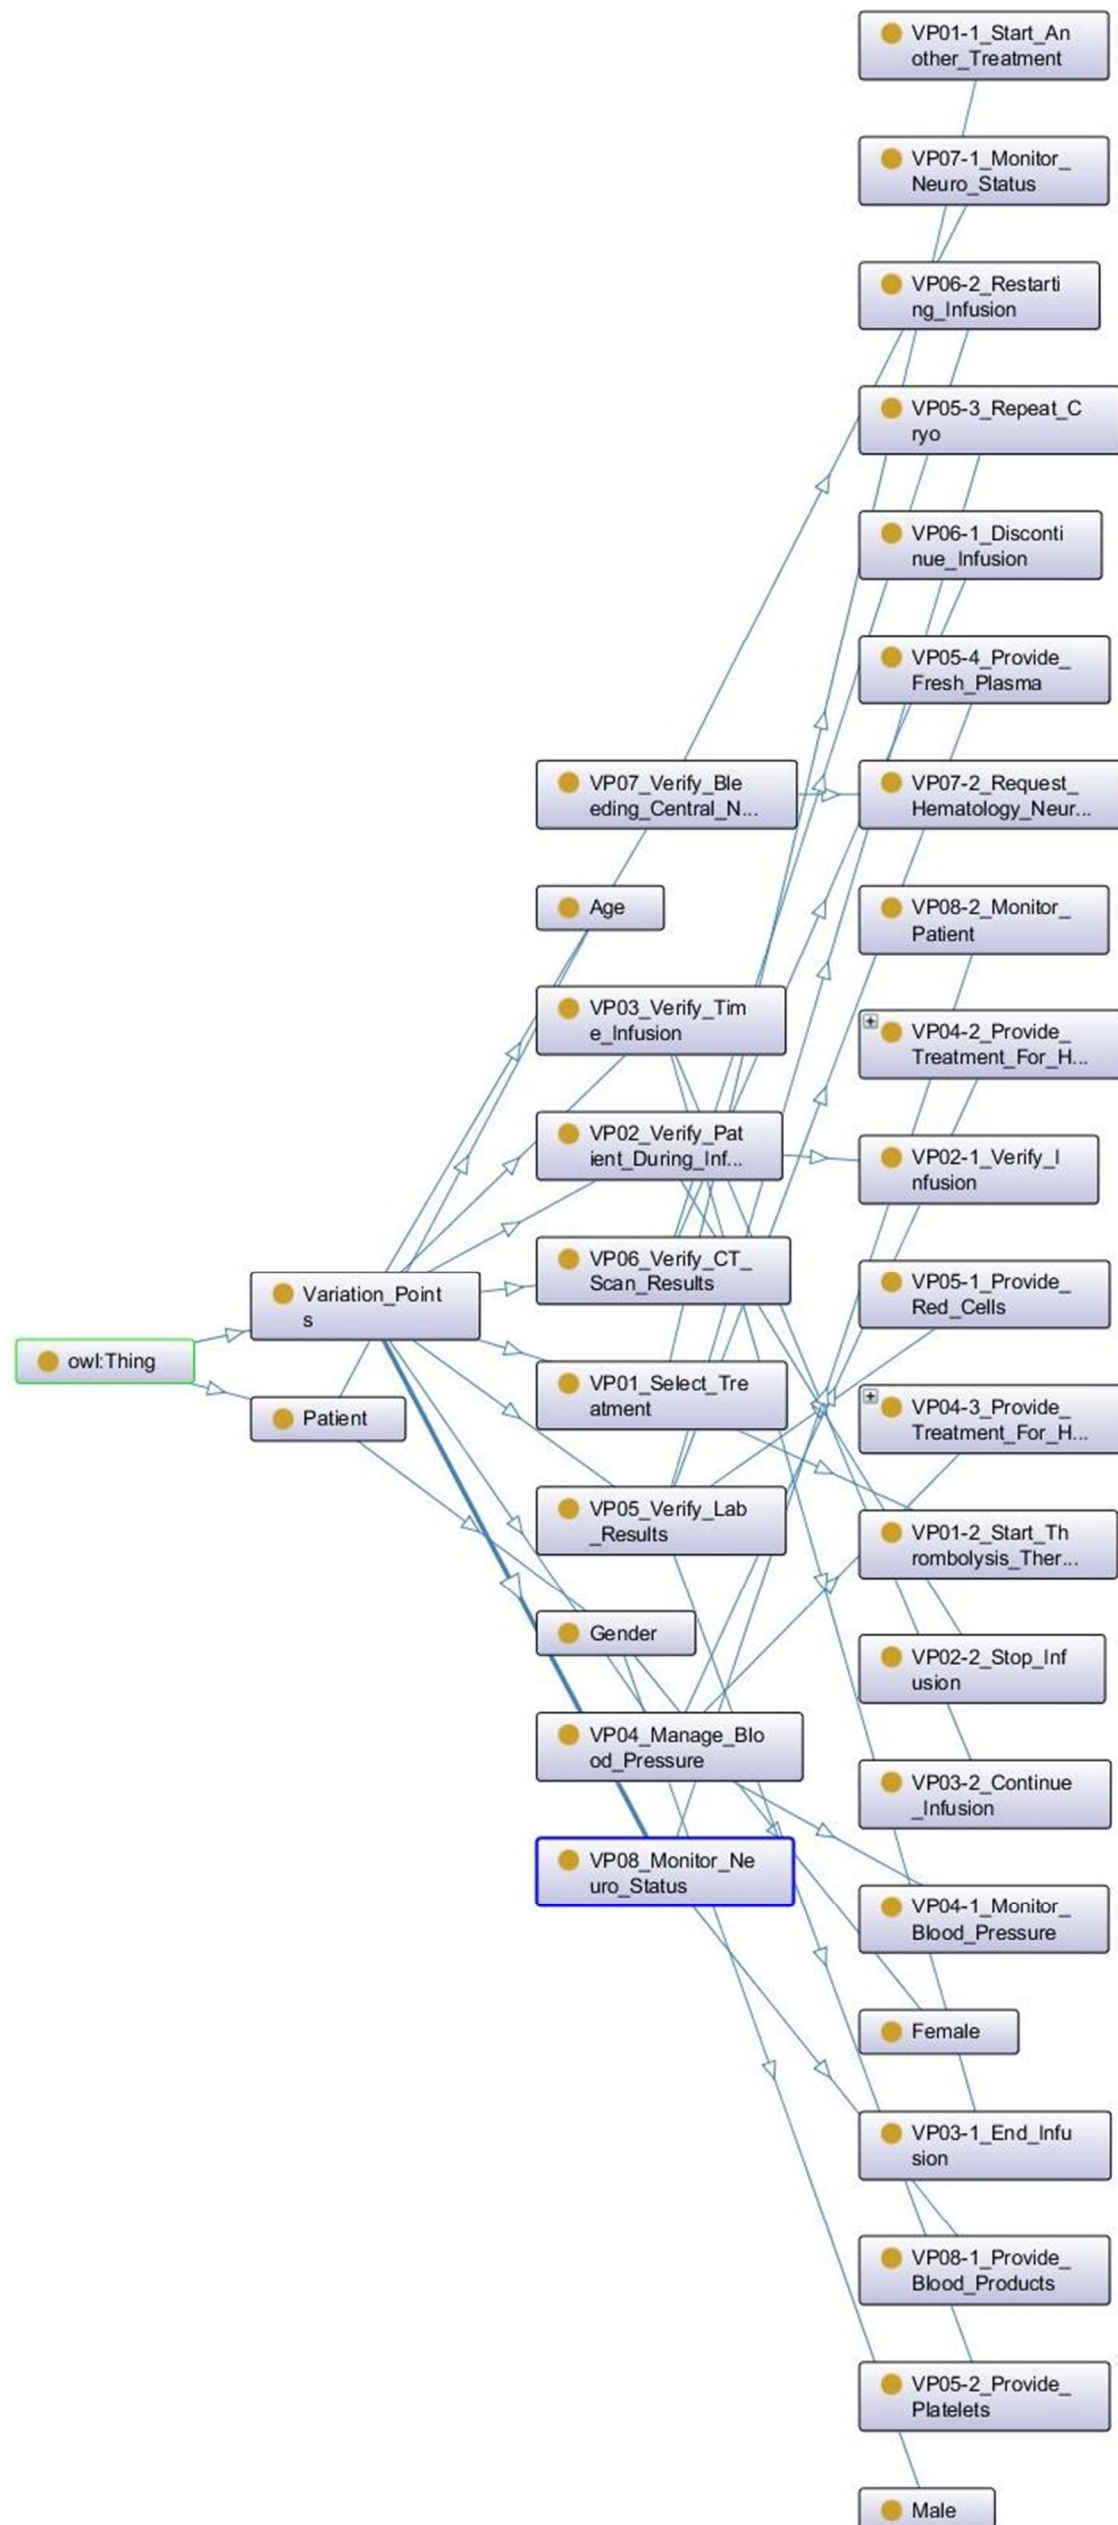 owl:Thing
Variation_Point
s
Patient
VP07_Verify_Ble
eding_Central_N...
Age
VP03_Verify_Tim
e_Infusion
VP02_Verify_Pat
ient_During_Inf...
VP06_Verify_CT_
Scan_Results
VP01_Select_Tre
atment
VP05_Verify_Lab
_Results
Gender
VP04_Manage_Blo
od_Pressure
VP08_Monitor_Ne
uro_Status
VP01-1_Start_An
other_Treatment
VP07-1_Monitor_
Neuro_Status
VP06-2_Restarti
ng_Infusion
VP05-3_Repeat_C
ryo
VP06-1_Disconti
nue_Infusion
VP05-4_Provide_
Fresh_Plasma
VP07-2_Request_
Hematology_Neur...
VP08-2_Monitor_
Patient
VP04-2_Provide_
Treatment_For_H...
VP02-1_Verify_I
nfusion
VP05-1_Provide_
Red_Cells
VP04-3_Provide_
Treatment_For_H...
VP01-2_Start_Th
rombolysis_Ther...
VP02-2_Stop_Inf
usion
VP03-2_Continue
_Infusion
VP04-1_Monitor_
Blood_Pressure
Female
VP03-1_End_Infu
sion
VP08-1_Provide_
Blood_Products
VP05-2_Provide_
Platelets
Male